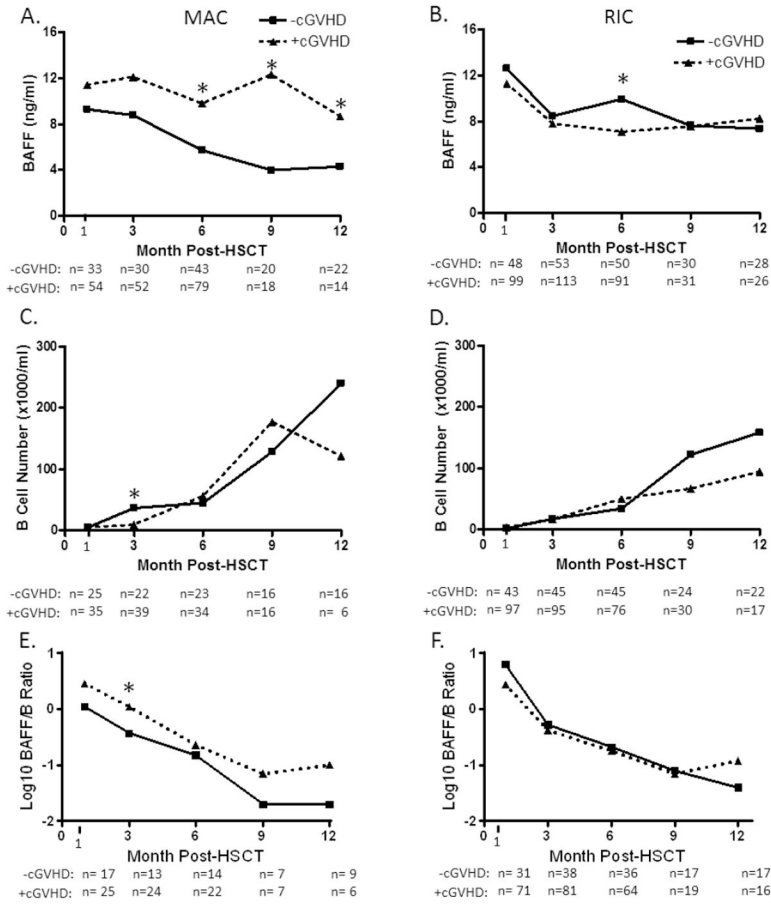 A. MAC
-cGVHD
+cGVHD
BAFF (ng/ml)
16
12
8
4
0
* * *
0 1 3 6 9 12
Month Post-HSCT
-cGVHD: n= 33 n=30 n=43 n=20 n=22
+cGVHD: n= 54 n=52 n=79 n=18 n=14
B. RIC
-cGVHD
+cGVHD
BAFF (ng/ml)
16
12
8
4
0
*
0 1 3 6 9 12
Month Post-HSCT
-cGVHD: n= 48 n=53 n=50 n=30 n=28
+cGVHD: n= 99 n=113 n=91 n=31 n=26
C.
B Cell Number (x1000/ml)
300
200
100
0
*
0 1 3 6 9 12
Month Post-HSCT
-cGVHD: n= 25 n=22 n=23 n=16 n=16
+cGVHD: n= 35 n=39 n=34 n=16 n= 6
D.
B Cell Number (x1000/ml)
300
200
100
0
0 1 3 6 9 12
Month Post-HSCT
-cGVHD: n= 43 n=45 n=45 n=24 n=22
+cGVHD: n= 97 n=95 n=76 n=30 n=17
E.
Log10 BAFF/B Ratio
1
0
-1
-2
*
0 1 3 6 9 12
Month Post-HSCT
-cGVHD: n= 17 n=13 n=14 n= 7 n= 9
+cGVHD: n= 25 n=24 n=22 n= 7 n= 6
F.
Log10 BAFF/B Ratio
1
0
-1
-2
0 1 3 6 9 12
Month Post-HSCT
-cGVHD: n= 31 n=38 n=36 n=17 n=17
+cGVHD: n= 71 n=81 n=64 n=19 n=16